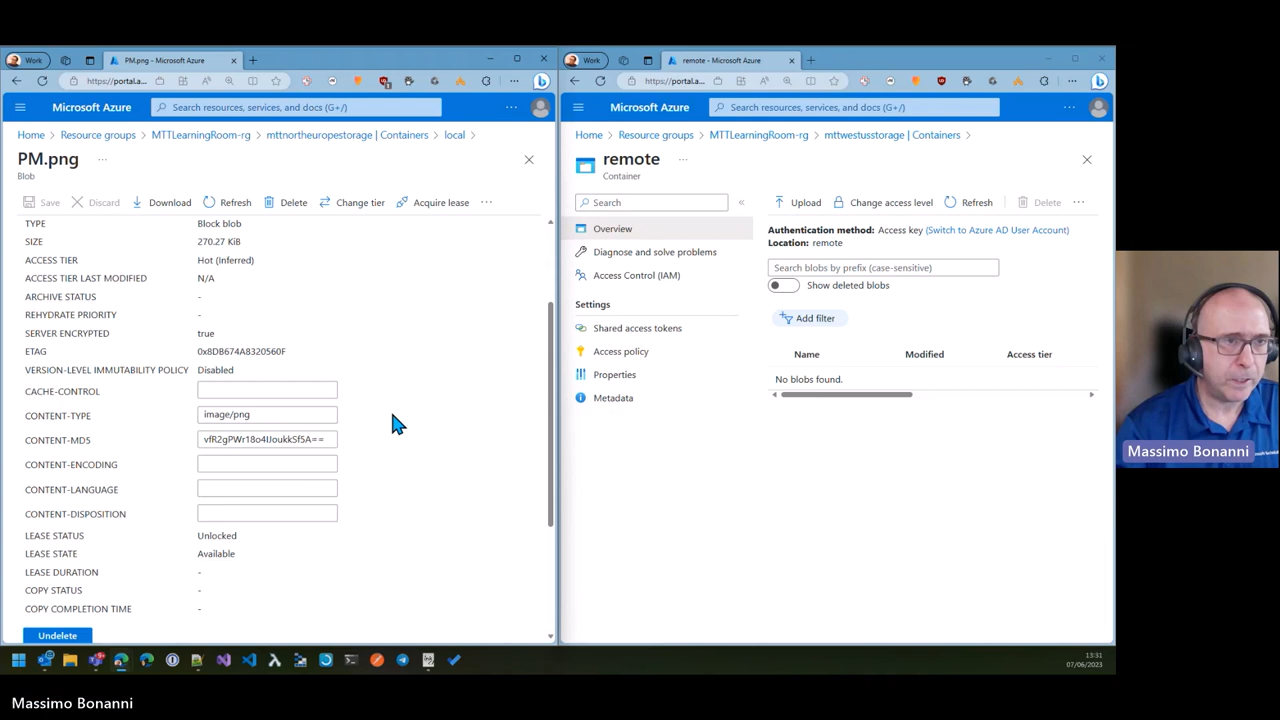 Work
PM.png - Microsoft Azure
https://portal.a...
Microsoft Azure
Search resources, services, and docs (G+/)
Home > Resource groups > MTTLearningRoom-rg > mttnortheuropestorage | Containers > local >
PM.png
...
Blob
Save
Discard
Download
Refresh
Delete
Change tier
Acquire lease
...
TYPE Block blob
SIZE 270.27 KiB
ACCESS TIER Hot (Inferred)
ACCESS TIER LAST MODIFIED N/A
ARCHIVE STATUS -
REHYDRATE PRIORITY -
SERVER ENCRYPTED true
ETAG 0x8DB674A8320560F
VERSION-LEVEL IMMUTABILITY POLICY Disabled
CACHE-CONTROL
CONTENT-TYPE image/png
CONTENT-MD5
CONTENT-ENCODING
CONTENT-LANGUAGE
CONTENT-DISPOSITION
LEASE STATUS Unlocked
LEASE STATE Available
LEASE DURATION -
COPY STATUS -
COPY COMPLETION TIME -
Undelete
Work
remote - Microsoft Azure
https://portal.a...
Microsoft Azure
Search resources, services, and docs (G+/)
Home > Resource groups > MTTLearningRoom-rg > mttwestusstorage | Containers >
remote
...
Container
Search
Overview
Diagnose and solve problems
Access Control (IAM)
Settings
Shared access tokens
Access policy
Properties
Metadata
Upload
Change access level
Refresh
Delete
...
Authentication method: Access key (Switch to Azure AD User Account)
Location: remote
Search blobs by prefix (case-sensitive)
Show deleted blobs
Add filter
Name Modified Access tier
No blobs found.
13:31
07/06/2023
Massimo Bonanni
Massimo Bonanni